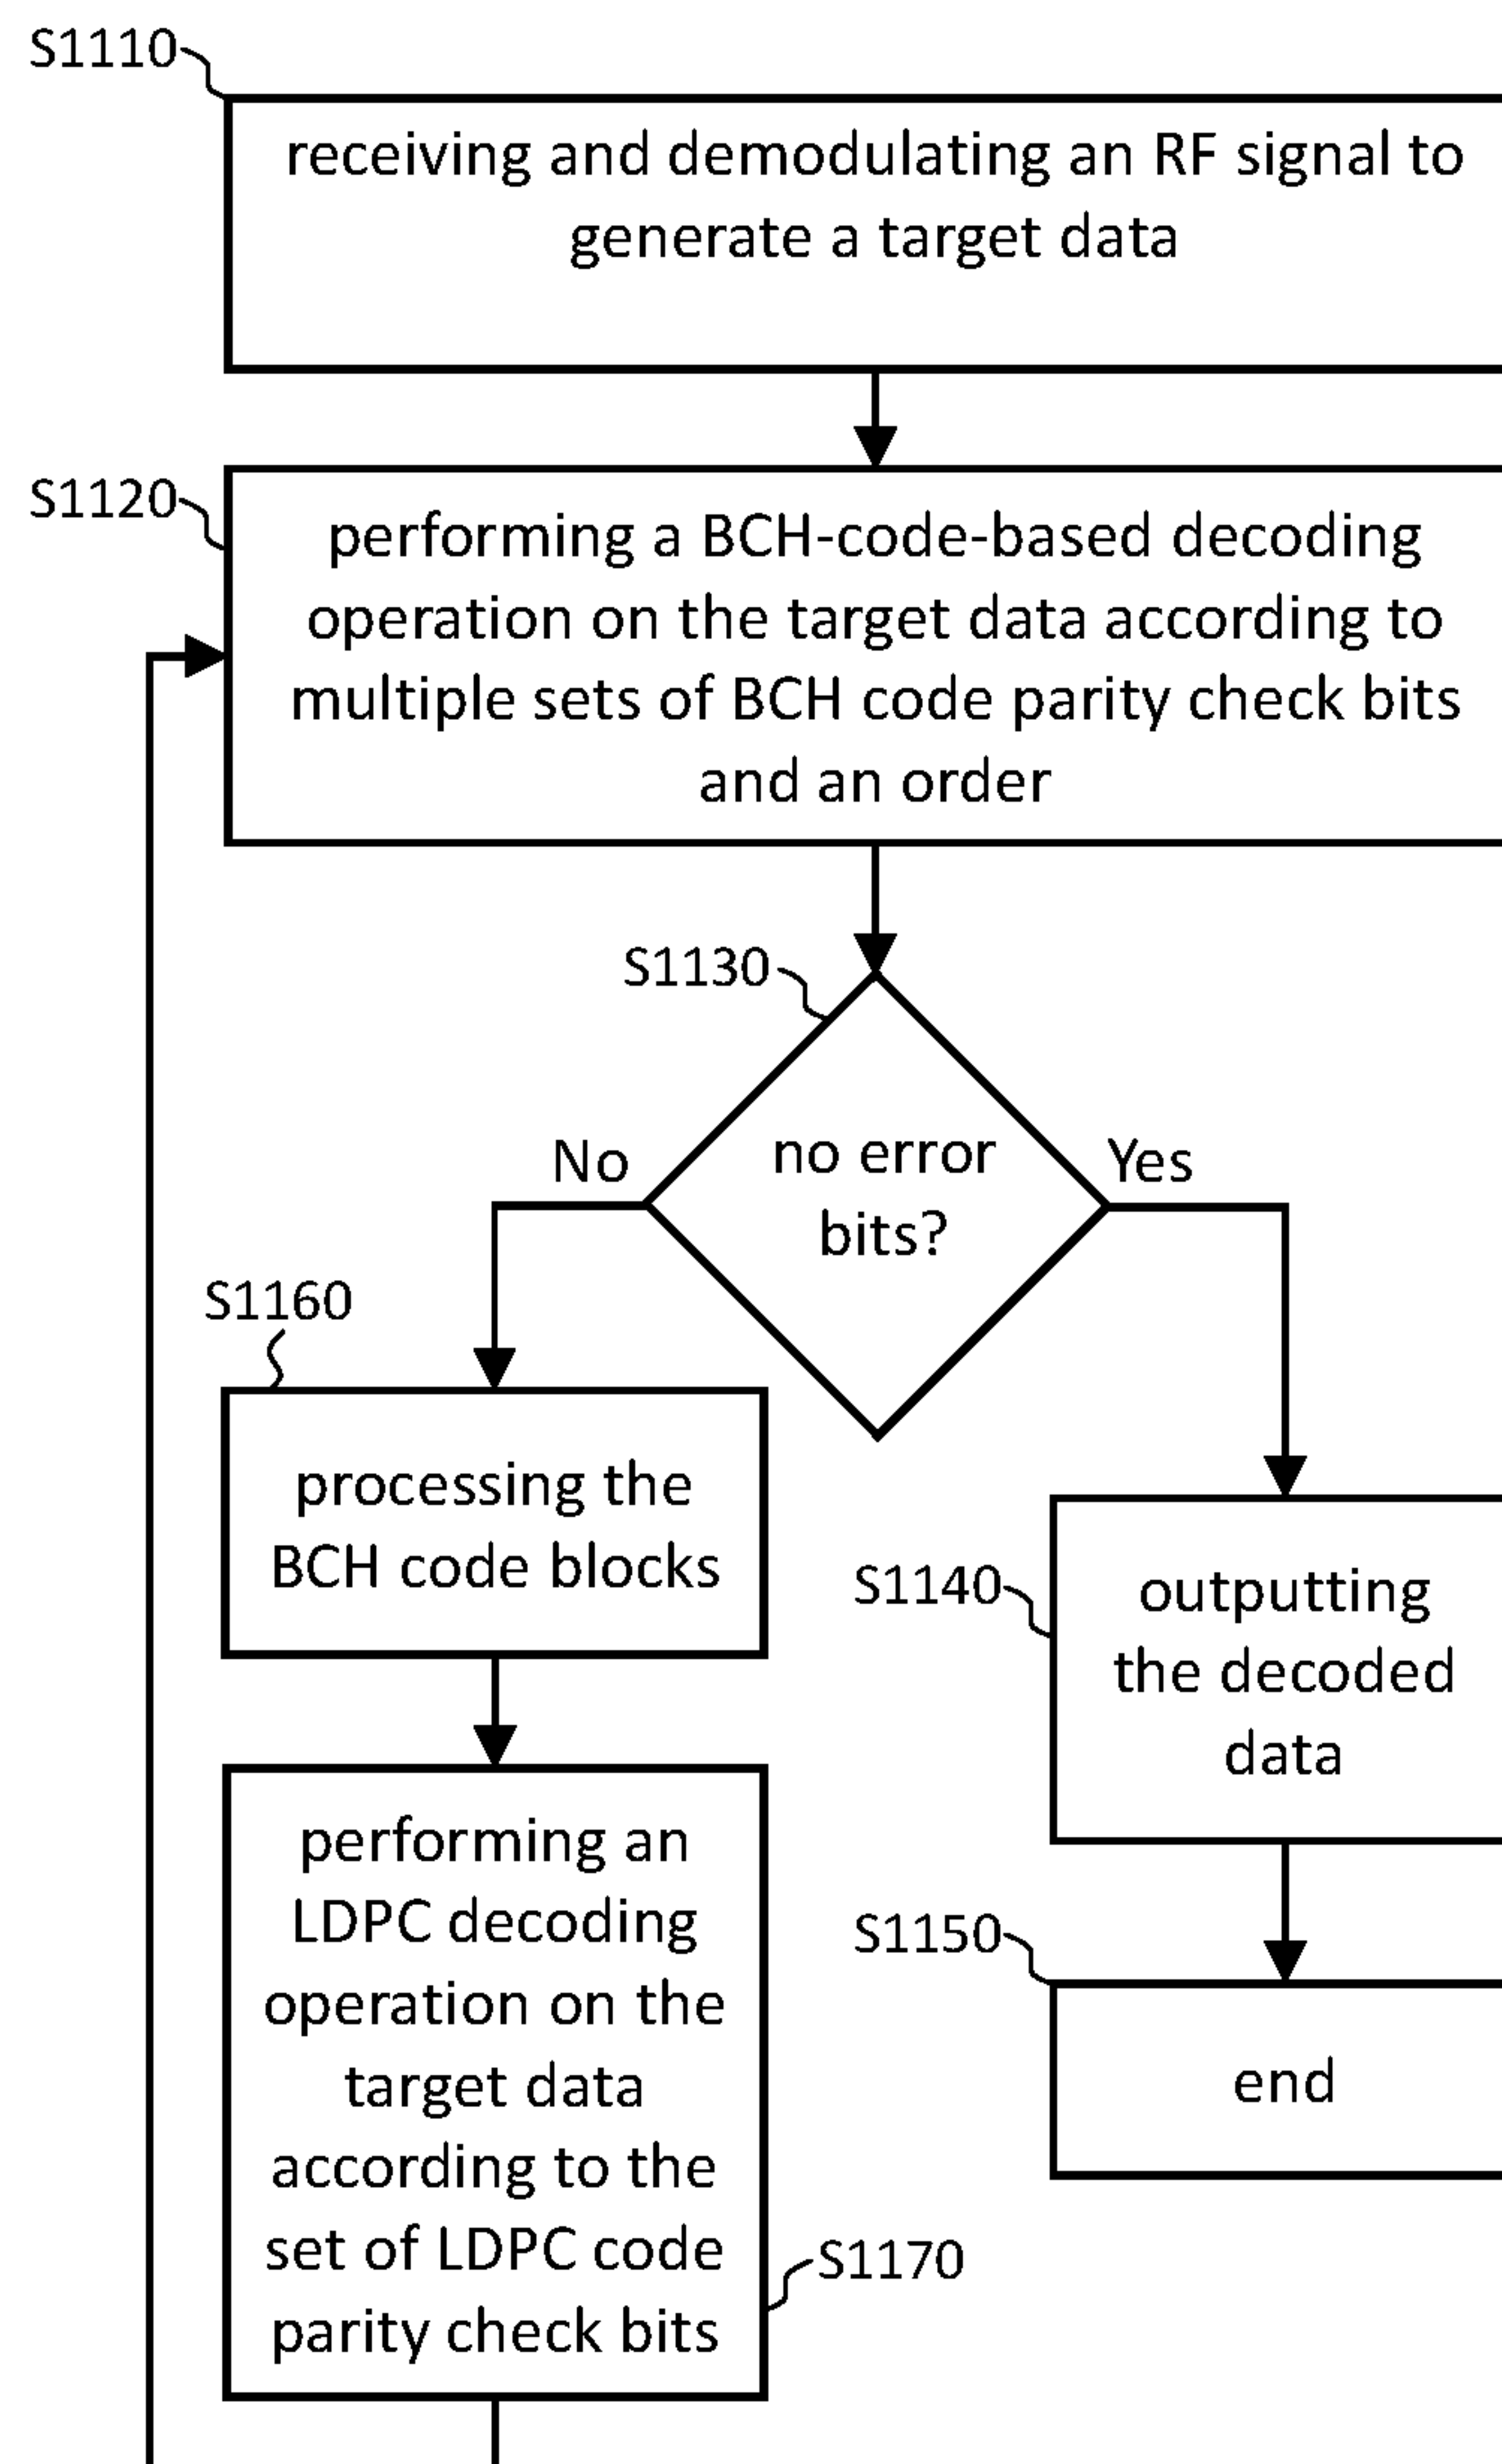 S1110
receiving and demodulating an RF signal to
generate a target data
S1120
performing a BCH-code-based decoding
operation on the target data according to
multiple sets of BCH code parity check bits
and an order
S1130
no error
bits?
No
Yes
S1160
processing the
BCH code blocks
S1140
outputting
the decoded
data
performing an
LDPC decoding
operation on the
target data
according to the
set of LDPC code
parity check bits
S1150
end
S1170